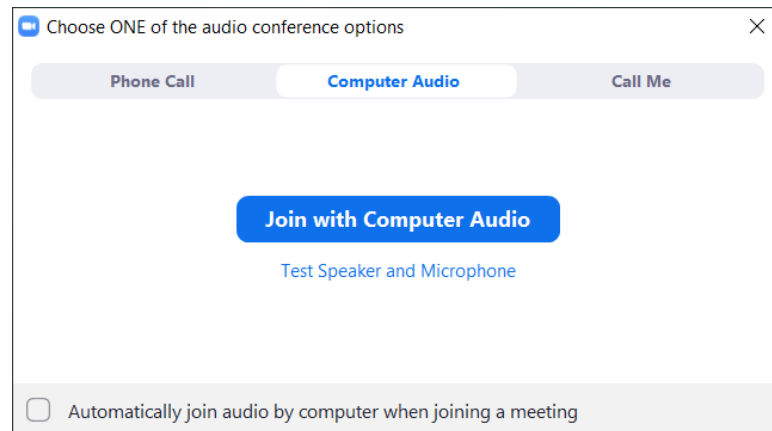 Choose ONE of the audio conference options
Phone Call Computer Audio Call Me
Join with Computer Audio
Test Speaker and Microphone
Automatically join audio by computer when joining a meeting